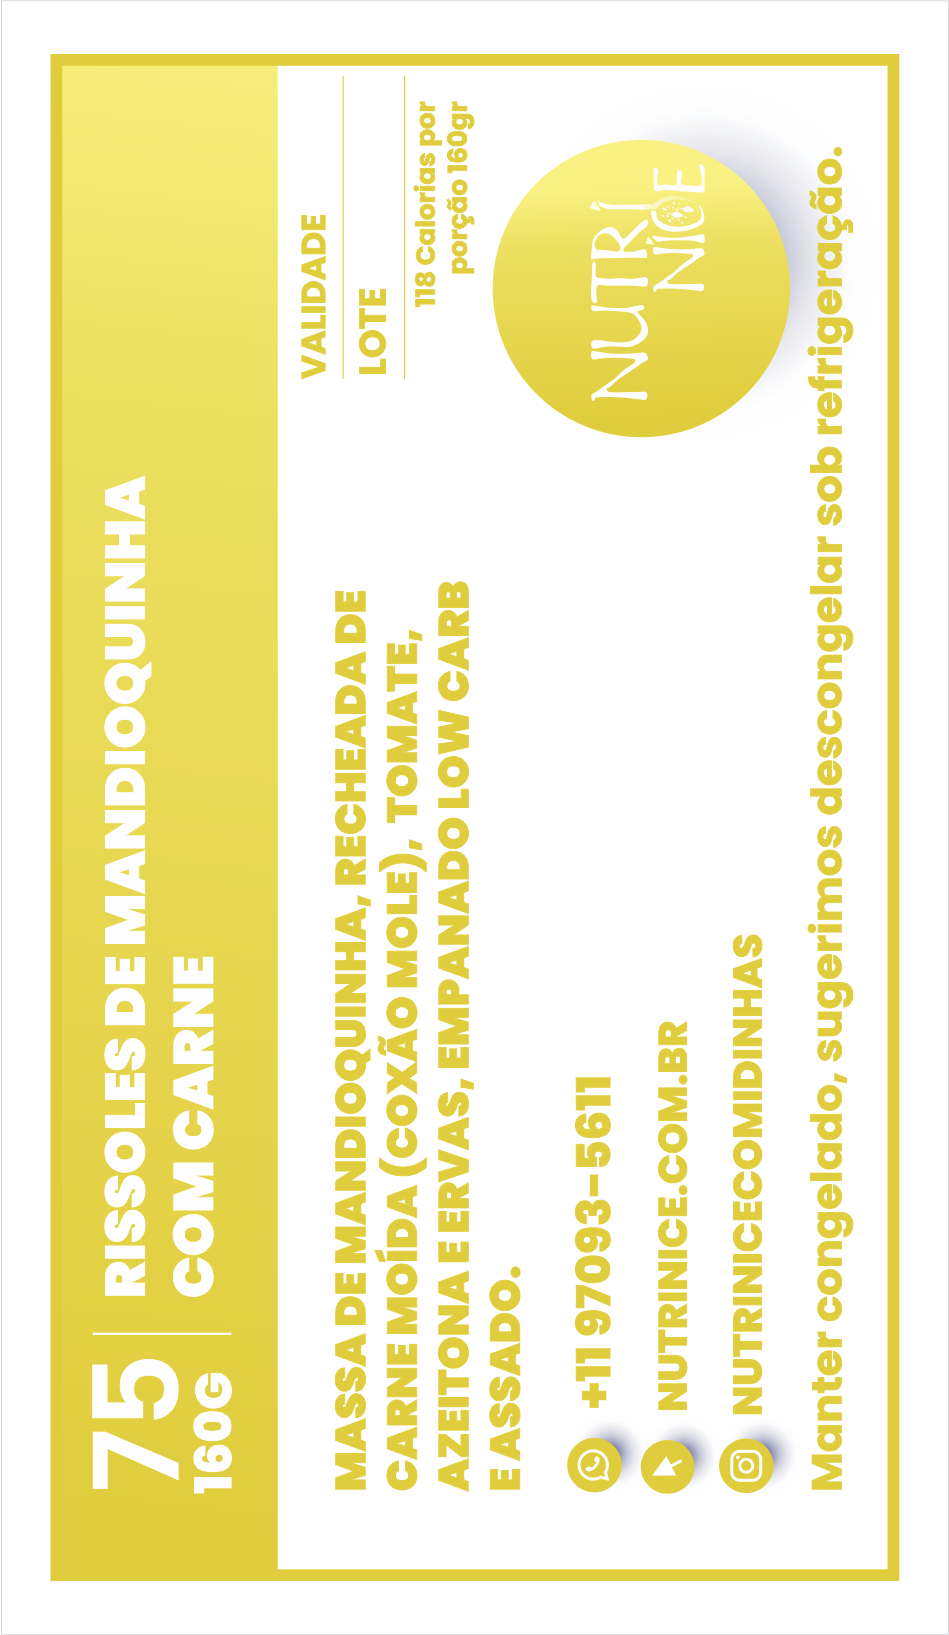 75
160G
RISSOLES DE MANDIOQUINHA
COM CARNE
MASSA DE MANDIOQUINHA, RECHEADA DE
CARNE MOÍDA (COXÃO MOLE), TOMATE,
AZEITONA E ERVAS, EMPANADO LOW CARB
E ASSADO.
VALIDADE
LOTE
118 Calorias por
porção 160gr
+11 97093-5611
NUTRINICE.COM.BR
NUTRINICECOMIDINHAS
NUTRI
NICE
Manter congelado, sugerimos descongelar sob refrigeração.